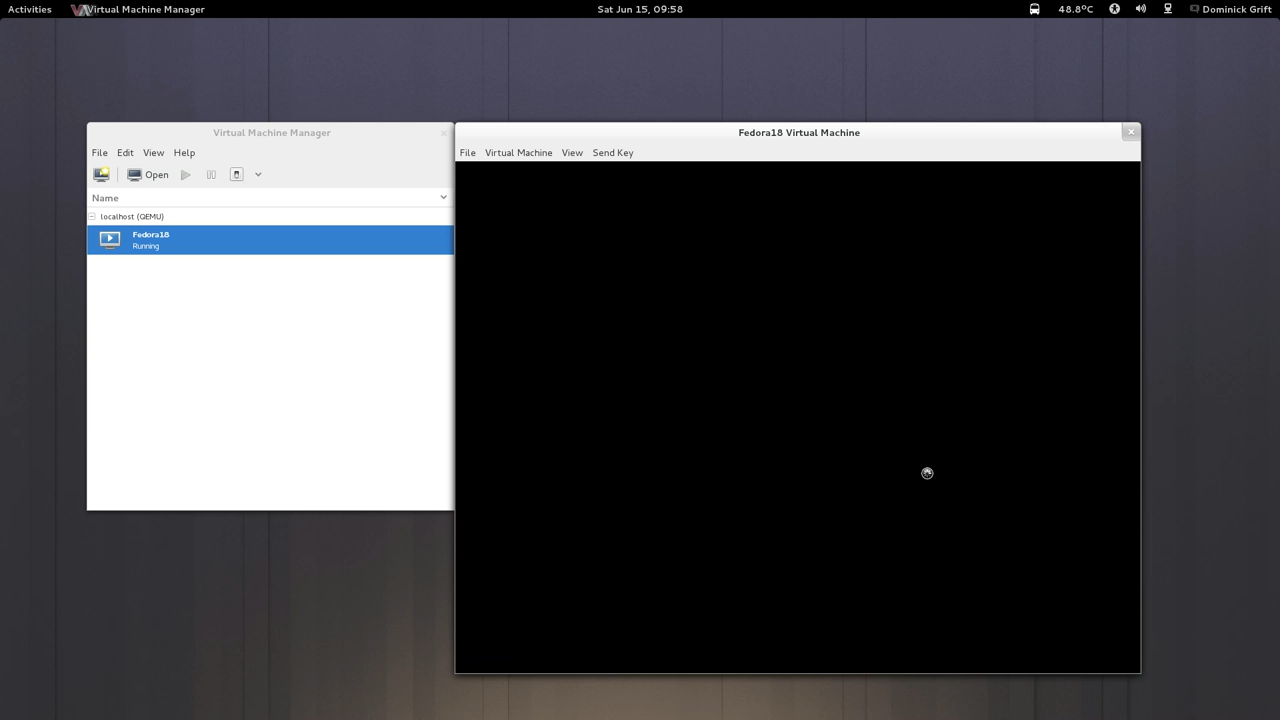 Activities Virtual Machine Manager Sat Jun 15, 09:58 48.8°C Dominick Grift
Virtual Machine Manager
File Edit View Help
Open
Name
localhost (QEMU)
Fedora18
Running
Fedora18 Virtual Machine
File Virtual Machine View Send Key